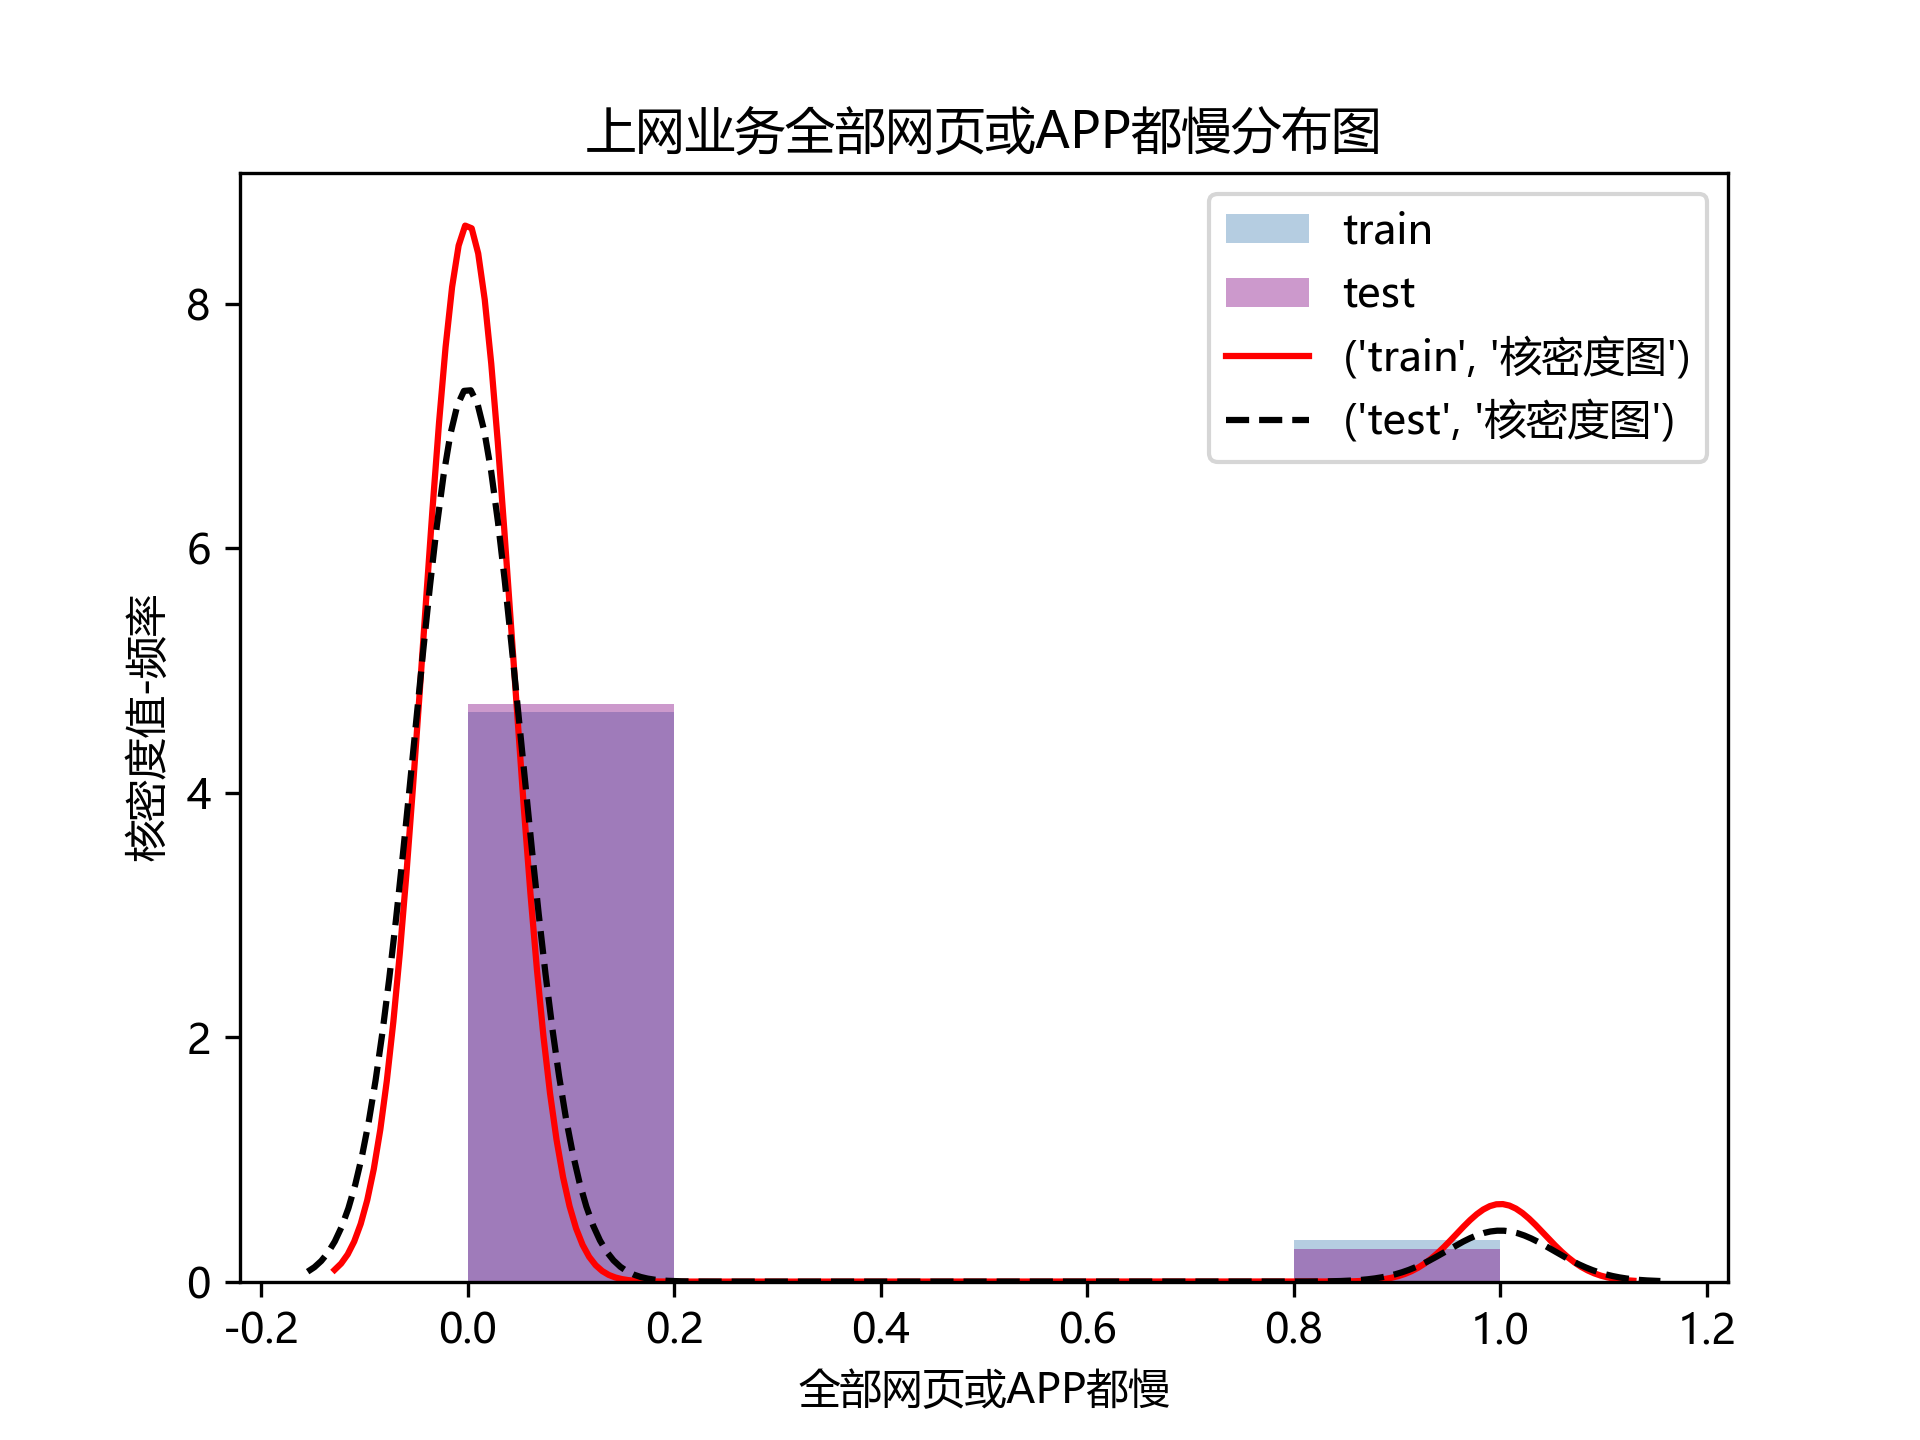 上网业务全部网页或APP都慢分布图
train
test
('train', '核密度图')
('test', '核密度图')
核密度值-频率
8
6
4
2
0
-0.2 0.0 0.2 0.4 0.6 0.8 1.0 1.2
全部网页或APP都慢